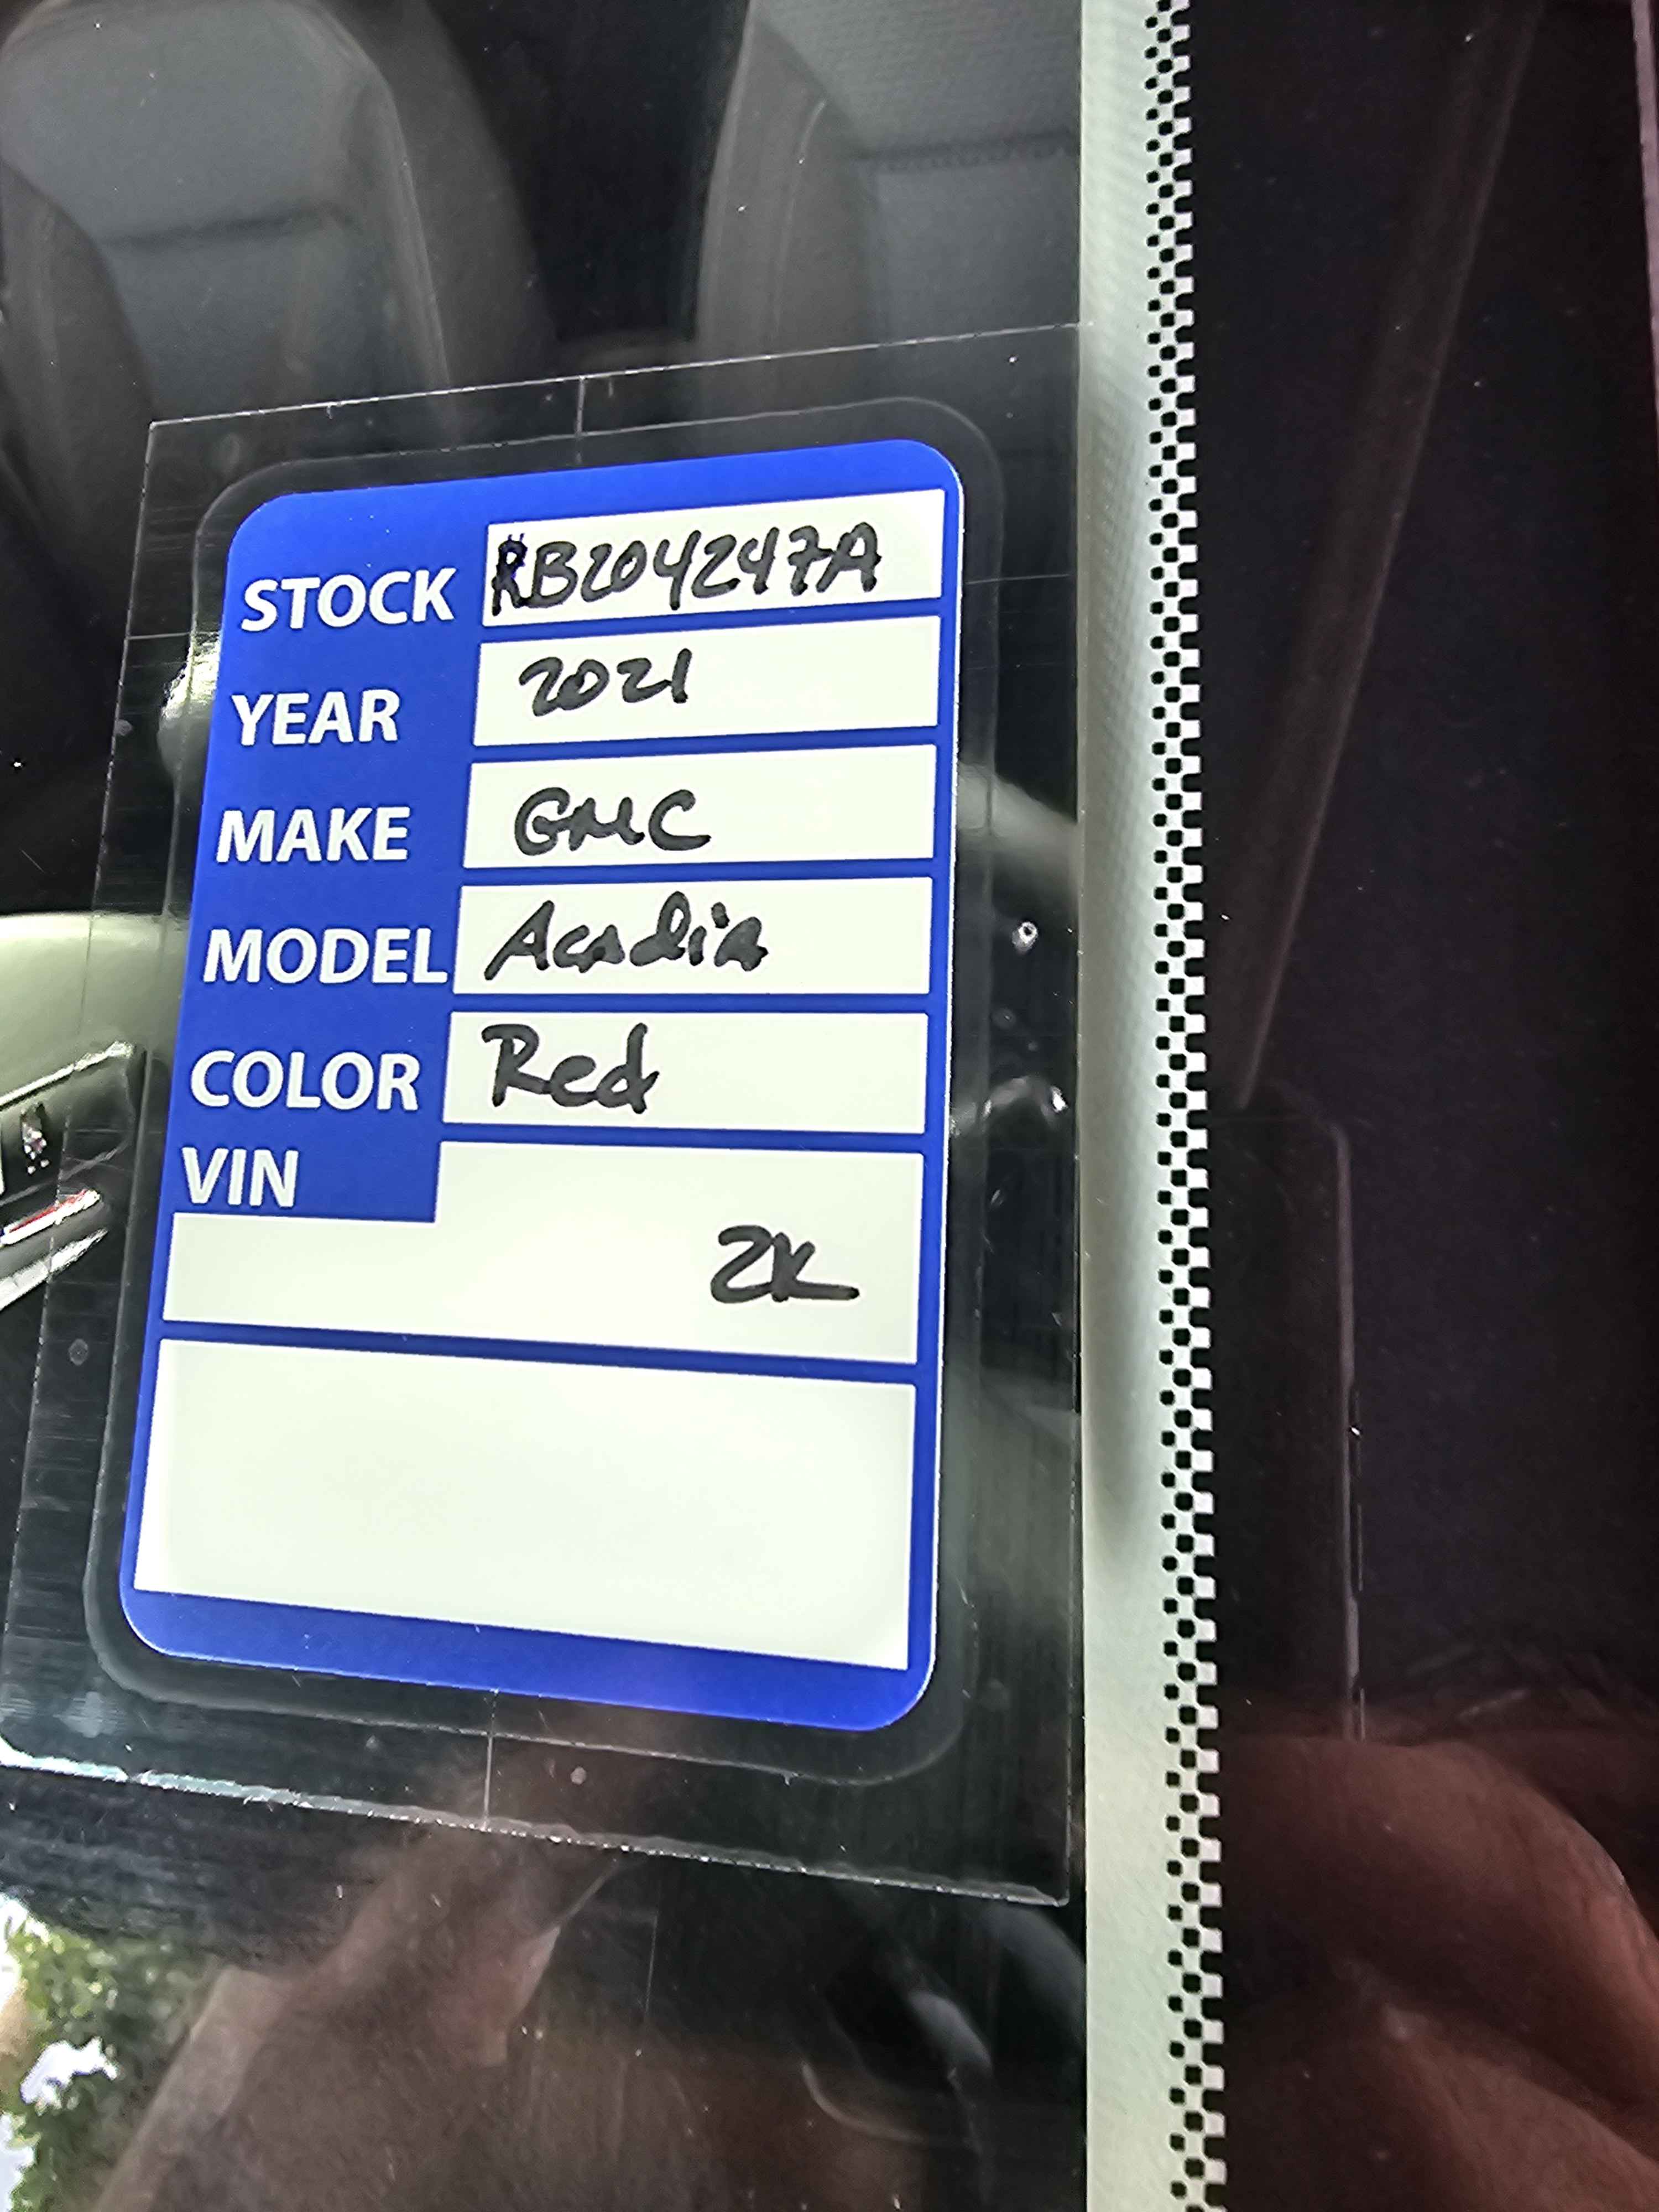 STOCK RB204247A
YEAR 2021
MAKE GMC
MODEL Acadia
COLOR Red
VIN
2K